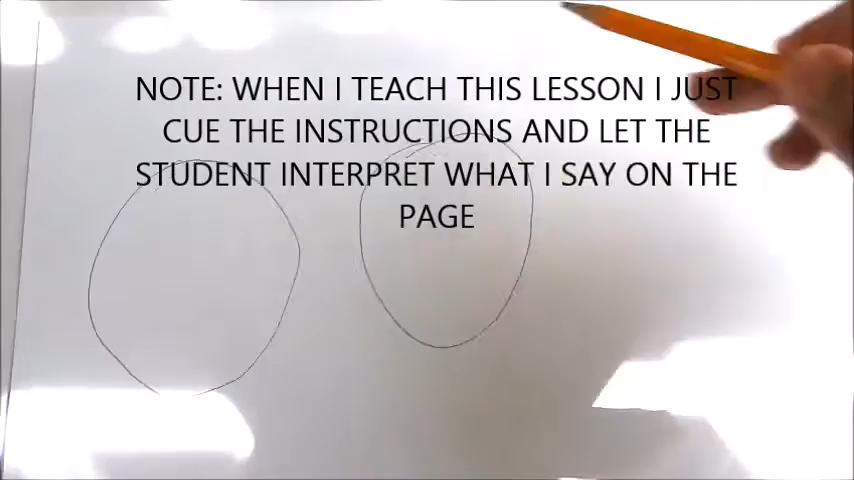 NOTE: WHEN I TEACH THIS LESSON I JUST
CUE THE INSTRUCTIONS AND LET THE
STUDENT INTERPRET WHAT I SAY ON THE
PAGE